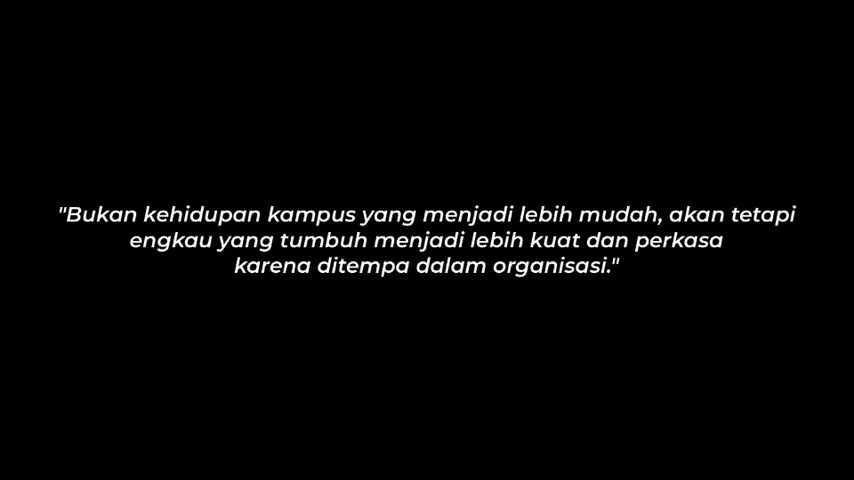 "Bukan kehidupan kampus yang menjadi lebih mudah, akan tetapi
engkau yang tumbuh menjadi lebih kuat dan perkasa
karena ditempa dalam organisasi."